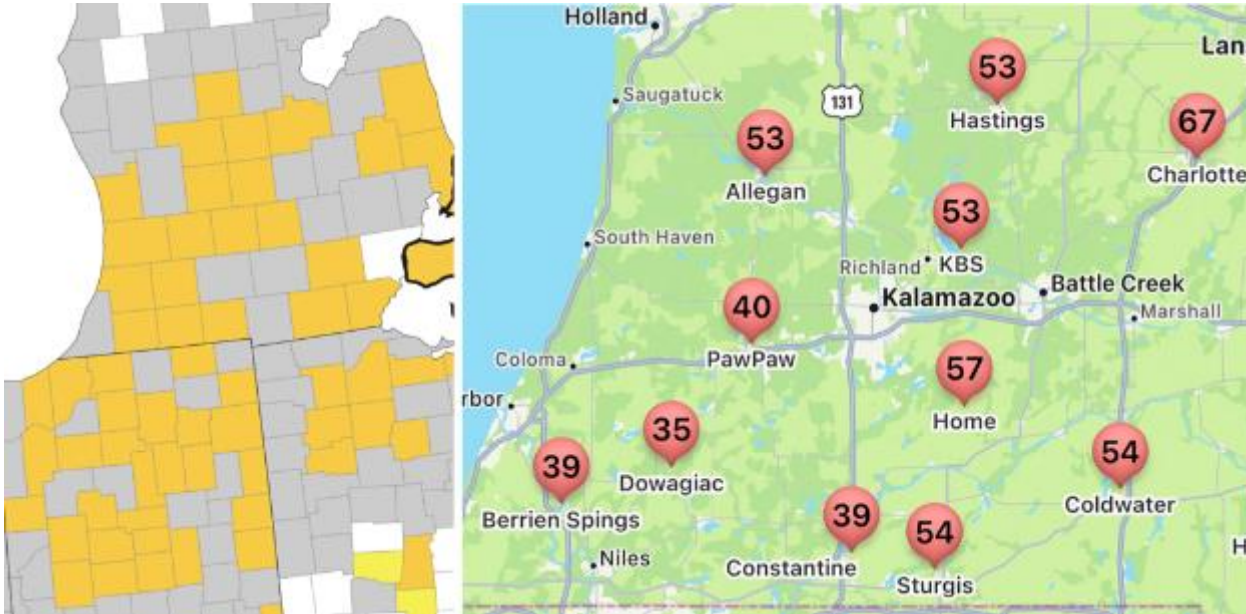 Holland
Lan
53
Saugatuck
131
Hastings
67
53
Allegan
Charlotte
53
South Haven
Richland
KBS
Battle Creek
Kalamazoo
40
Marshall
PawPaw
Coloma
57
rbor
Home
35
54
39
Dowagiac
Coldwater
Berrien Spings
39
54
Niles
Constantine
Sturgis
H